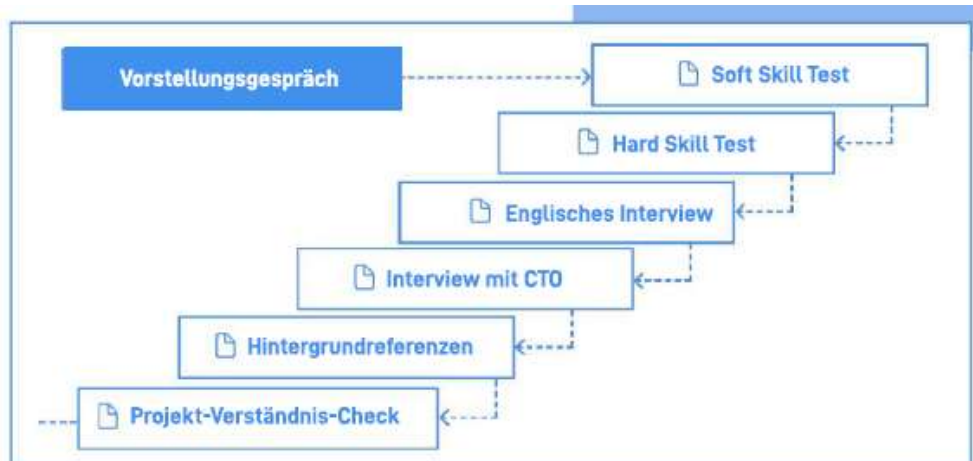 Vorstellungsgespräch
Soft Skill Test
Hard Skill Test
Englisches Interview
Interview mit CTO
Hintergrundreferenzen
Projekt-Verständnis-Check